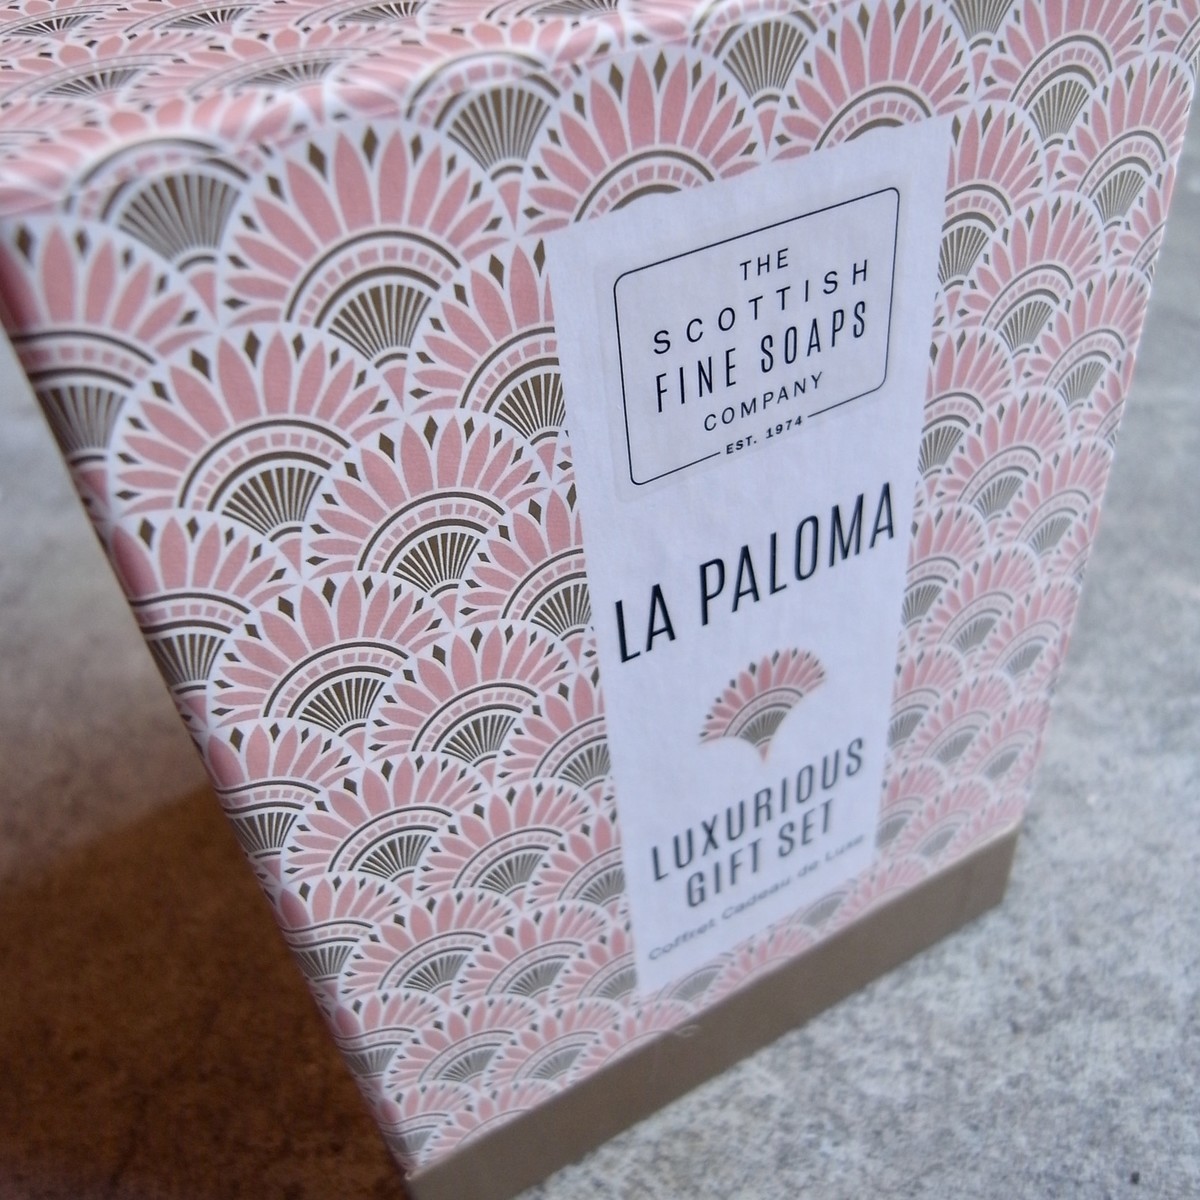 THE
SCOTTISH
FINE SOAPS
COMPANY
EST. 1974
LA PALOMA
LUXURIOUS
GIFT SET
Coffret Cadeau de Luxe